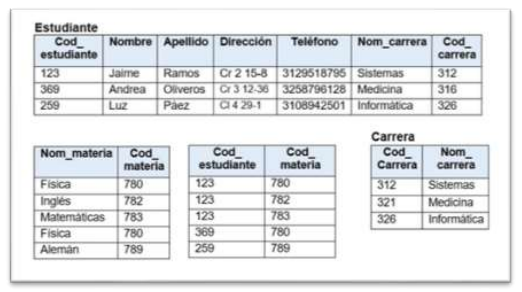 Estudiante
Cod_ estudiante Nombre Apellido Dirección Teléfono Nom_carrera Cod_ carrera
123 Jaime Ramos Cr 2 15-8 3129518795 Sistemas 312
369 Andrea Oliveros Cr 3 12-36 3258796128 Medicina 316
259 Luz Páez Cl 4 29-1 3108942501 Informática 326
Nom_materia Cod_ materia
Física 780
Inglés 782
Matemáticas 783
Física 780
Alemán 789
Cod_ estudiante Cod_ materia
123 780
123 782
123 783
369 780
259 789
Carrera
Cod_ Carrera Nom_ carrera
312 Sistemas
321 Medicina
326 Informática